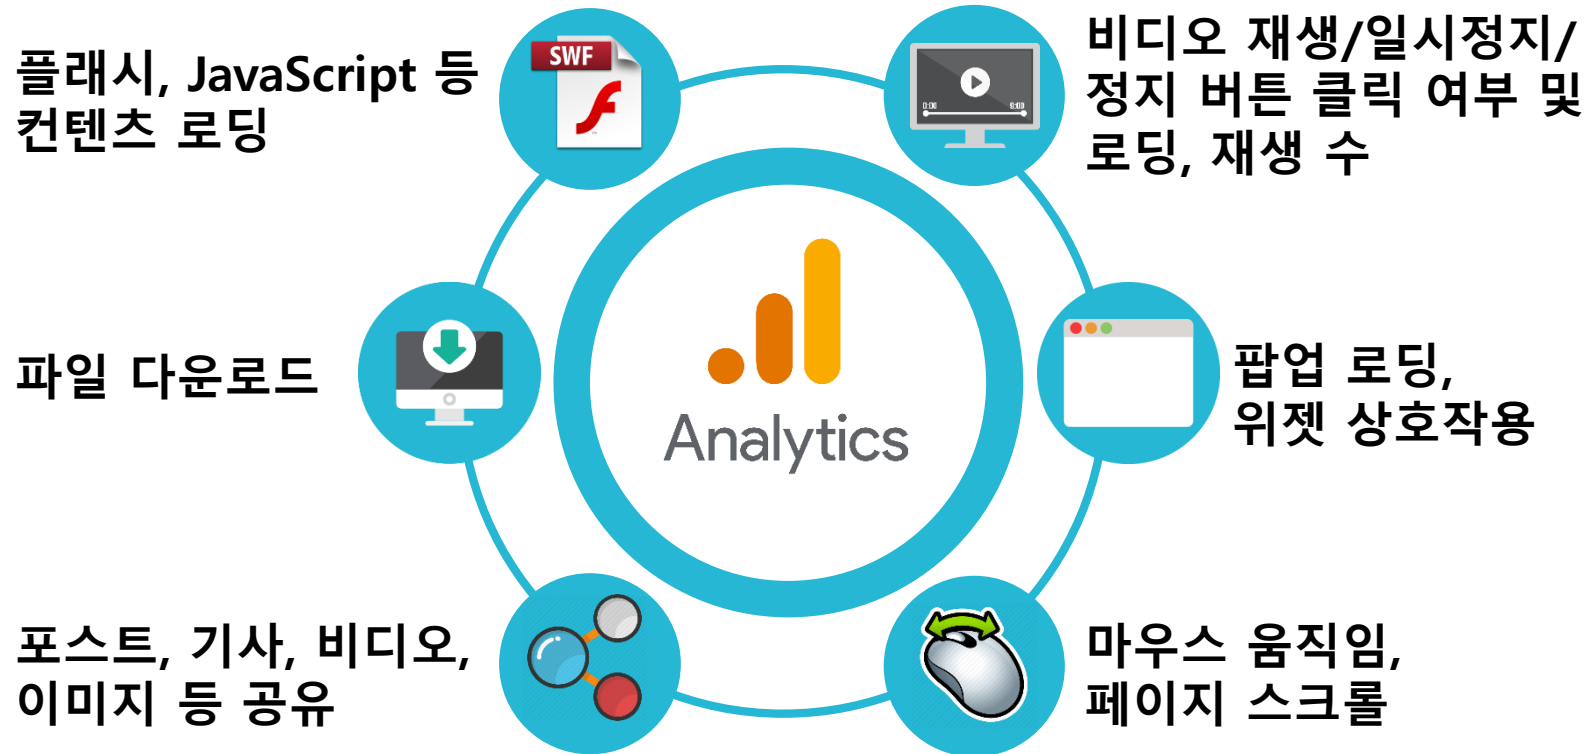 플래시, JavaScript 등
컨텐츠 로딩
SWF
비디오 재생/일시정지/
정지 버튼 클릭 여부 및
로딩, 재생 수
0:00
9:00
파일 다운로드
Analytics
팝업 로딩,
위젯 상호작용
포스트, 기사, 비디오,
이미지 등 공유
마우스 움직임,
페이지 스크롤